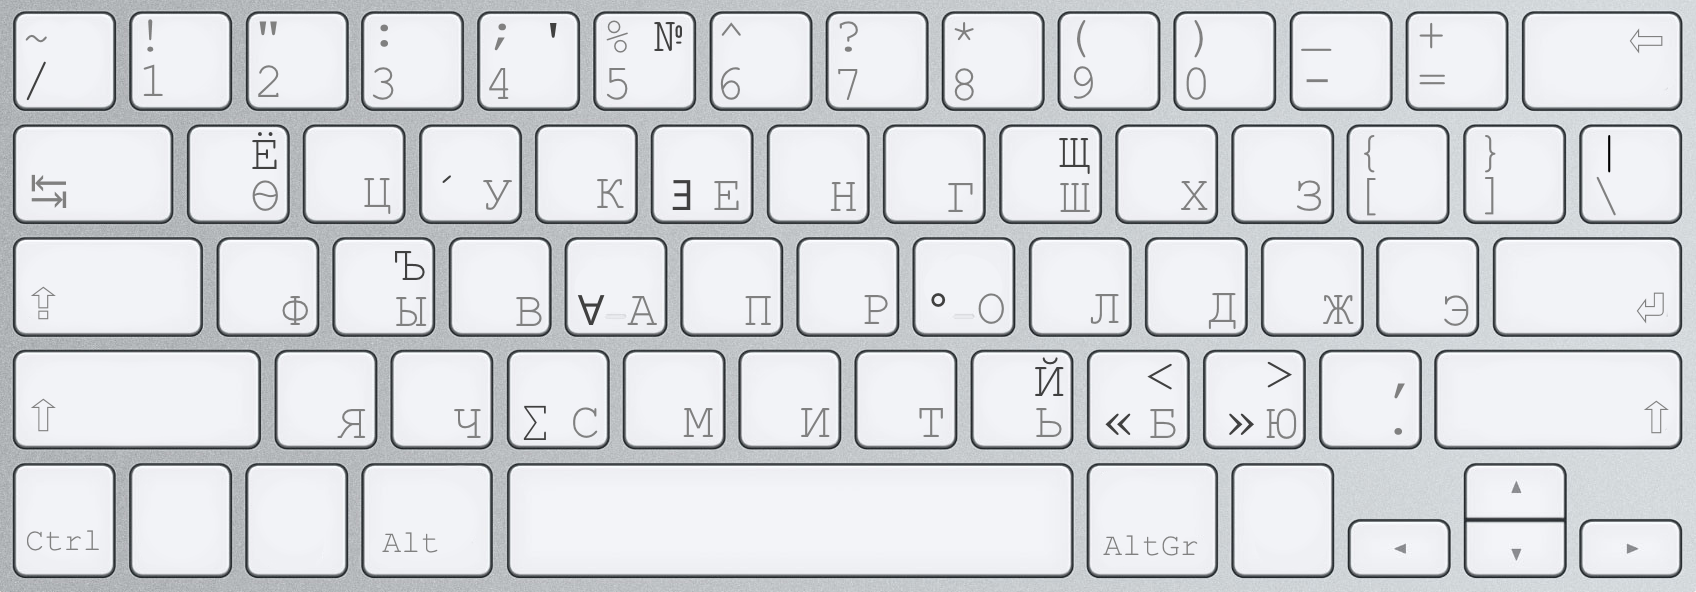 ~ ! " : ; ' % № ^ ? * ( ) _ +
/ 1 2 3 4 5 6 7 8 9 0 - =
Ё Щ { } |
Ѳ Ц ´ У К Ǝ Е Н Г Ш Х З [ ] \
Ъ
Ф Ы В ∀ А П Р ° О Л Д Ж Э
Й < > ,
Я Ч ∑ С М И Т Ь « Б » Ю .
Ctrl Alt AltGr